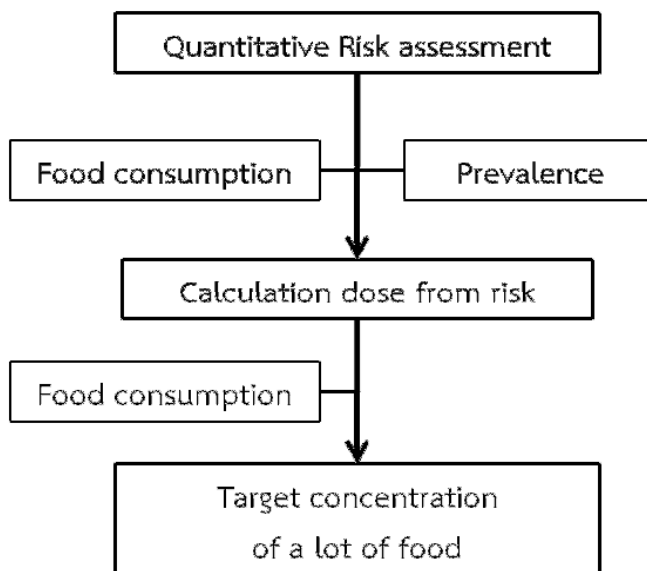 Quantitative Risk assessment
Food consumption
Prevalence
Calculation dose from risk
Food consumption
Target concentration
of a lot of food